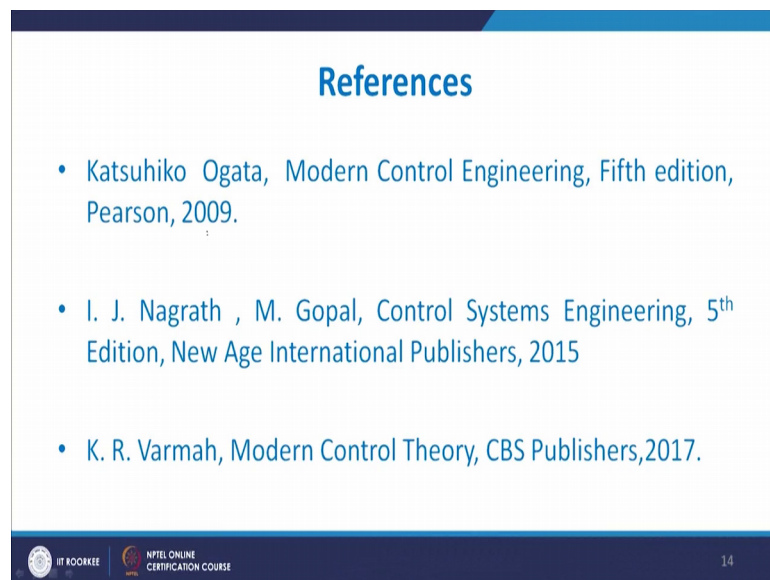 References
• Katsuhiko Ogata, Modern Control Engineering, Fifth edition,
Pearson, 2009.
• I. J. Nagrath , M. Gopal, Control Systems Engineering, 5th
Edition, New Age International Publishers, 2015
• K. R. Varmah, Modern Control Theory, CBS Publishers,2017.
IIT ROORKEE
NPTEL ONLINE
CERTIFICATION COURSE
14